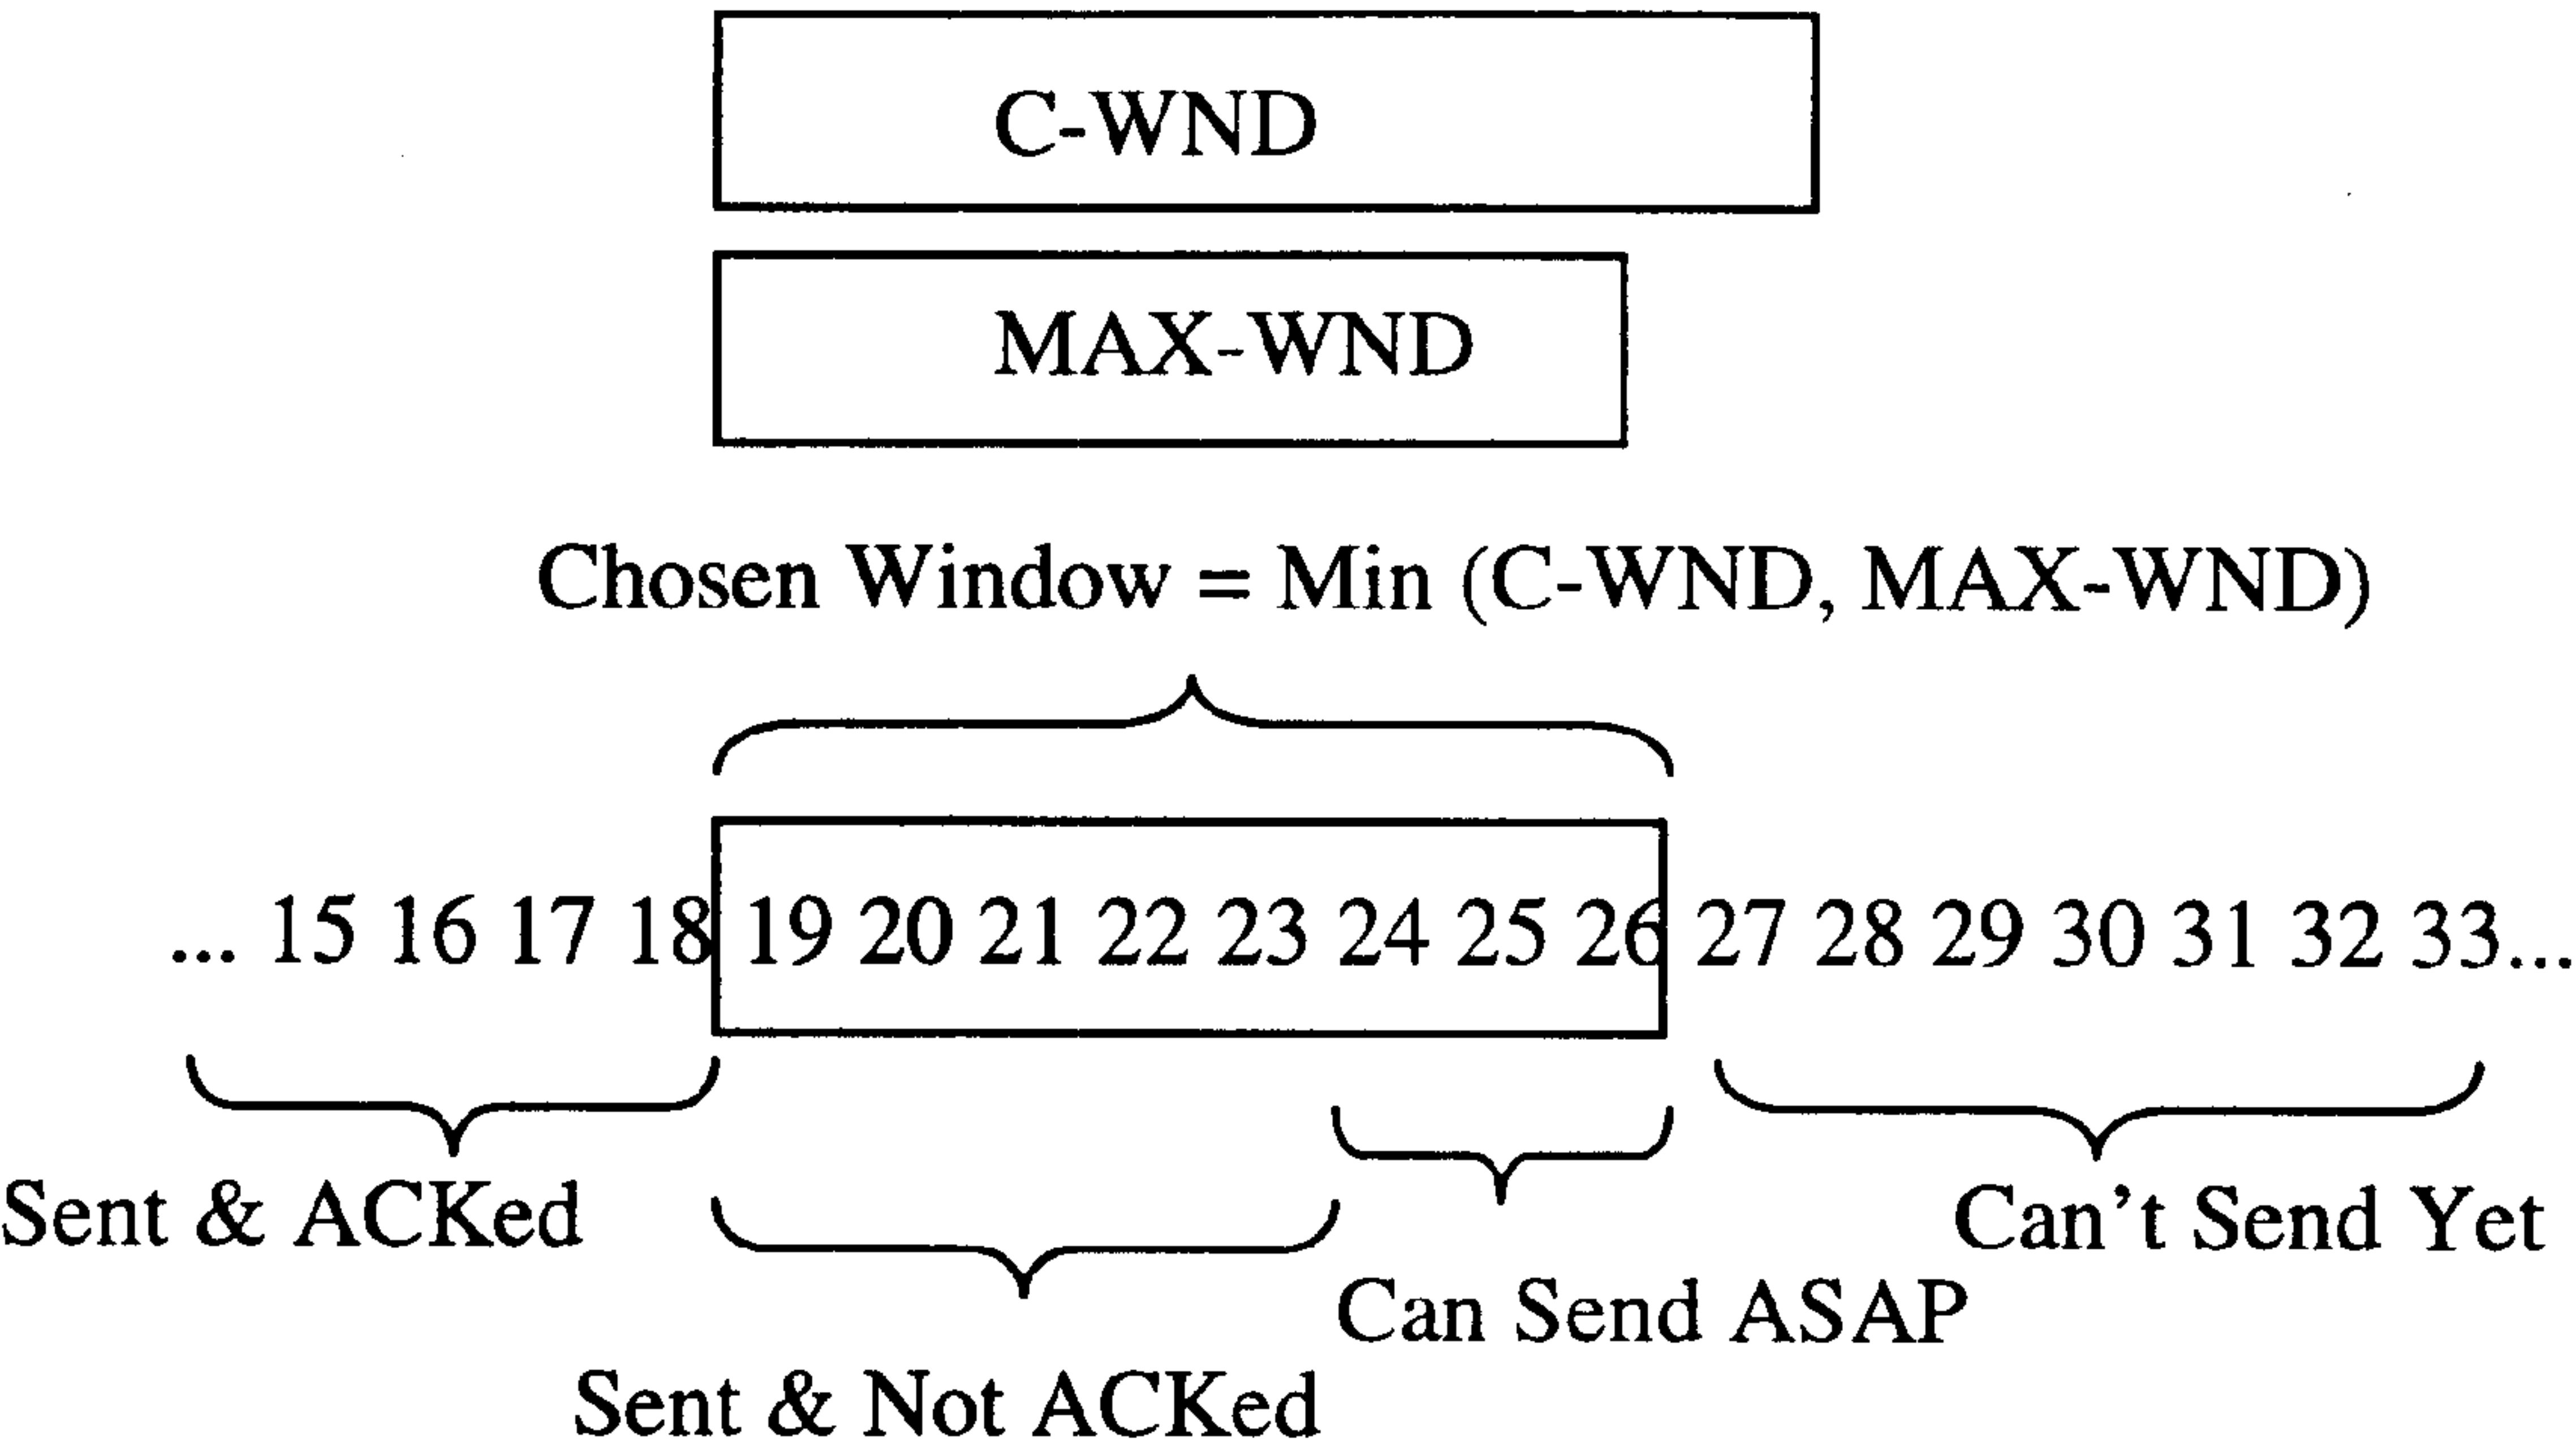 C-WND
MAX-WND
Chosen Window = Min (C-WND, MAX-WND)
... 15 16 17 18 19 20 21 22 23 24 25 26 27 28 29 30 31 32 33...
Sent & ACKed
Can't Send Yet
Can Send ASAP
Sent & Not ACKed